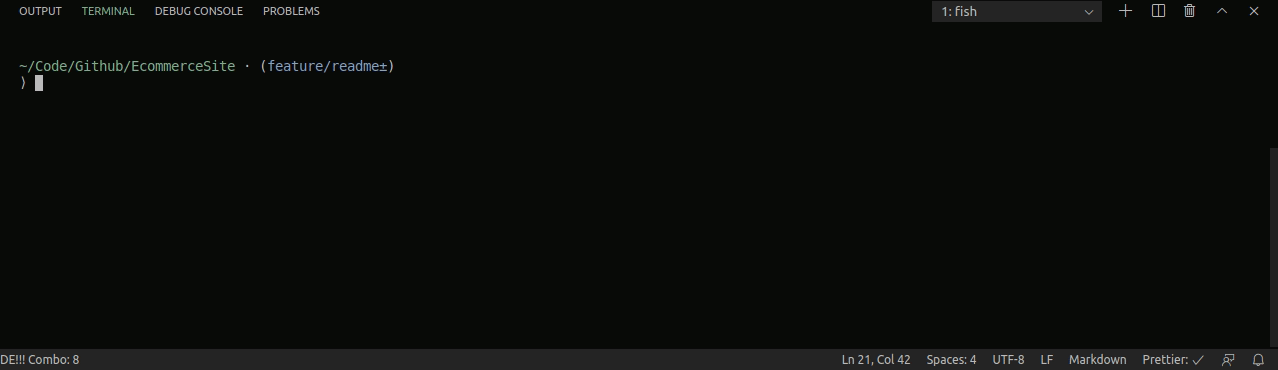 OUTPUT TERMINAL DEBUG CONSOLE PROBLEMS 1: fish
~/Code/Github/EcommerceSite · (feature/readme±)
⟩
DE!!! Combo: 8 Ln 21, Col 42 Spaces: 4 UTF-8 LF Markdown Prettier: ✓